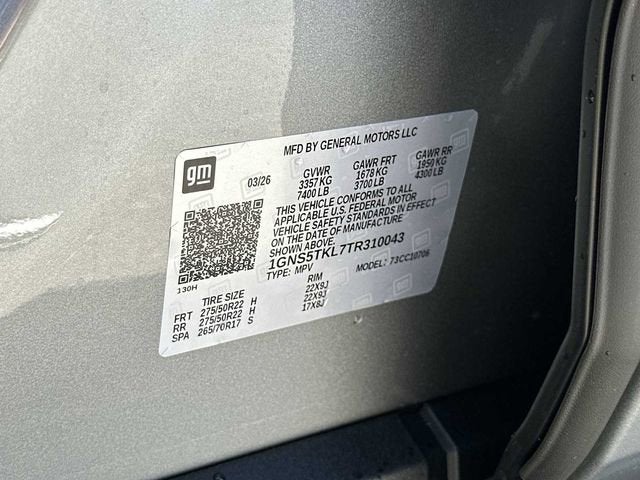 MFD BY GENERAL MOTORS LLC
gm
03/26 GVWR GAWR FRT GAWR RR
3357 KG 1678 KG 1950 KG
7400 LB 3700 LB 4300 LB
THIS VEHICLE CONFORMS TO ALL
APPLICABLE U.S. FEDERAL MOTOR
VEHICLE SAFETY STANDARDS IN EFFECT
ON THE DATE OF MANUFACTURE
SHOWN ABOVE.
1GNS5TKL7TR310043
TYPE: MPV MODEL: 73CC10706
130H
TIRE SIZE RIM
FRT 275/50R22 H 22X9J
RR 275/50R22 H 22X9J
SPA 265/70R17 S 17X8J